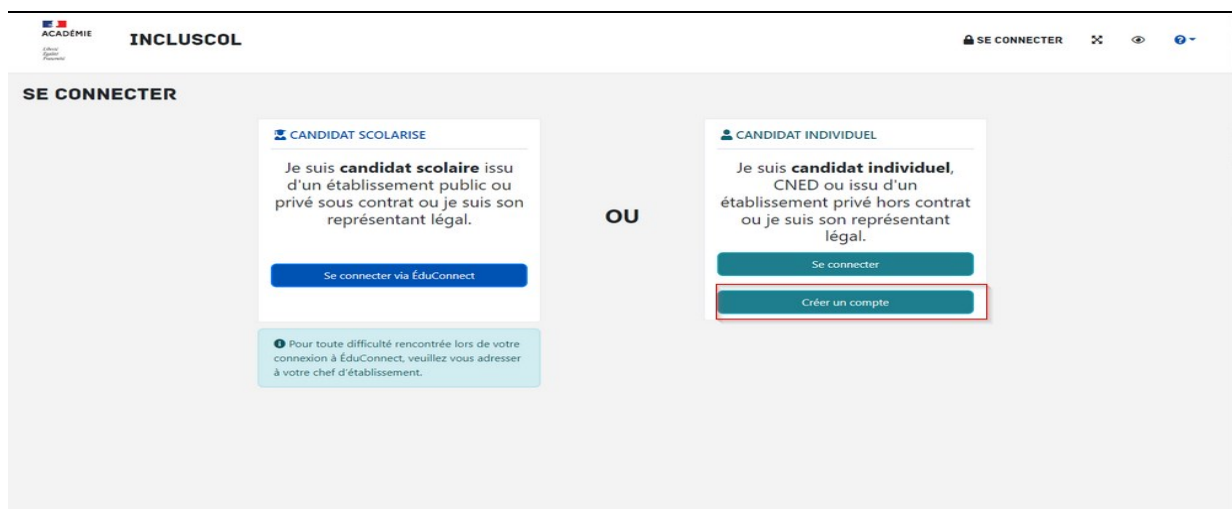 ACADÉMIE
Liberté
Égalité
Fraternité
INCLUSCOL
SE CONNECTER
SE CONNECTER
CANDIDAT SCOLARISE
Je suis candidat scolaire issu
d'un établissement public ou
privé sous contrat ou je suis son
représentant légal.
Se connecter via ÉduConnect
Pour toute difficulté rencontrée lors de votre
connexion à ÉduConnect, veuillez vous adresser
à votre chef d'établissement.
OU
CANDIDAT INDIVIDUEL
Je suis candidat individuel,
CNED ou issu d'un
établissement privé hors contrat
ou je suis son représentant
légal.
Se connecter
Créer un compte